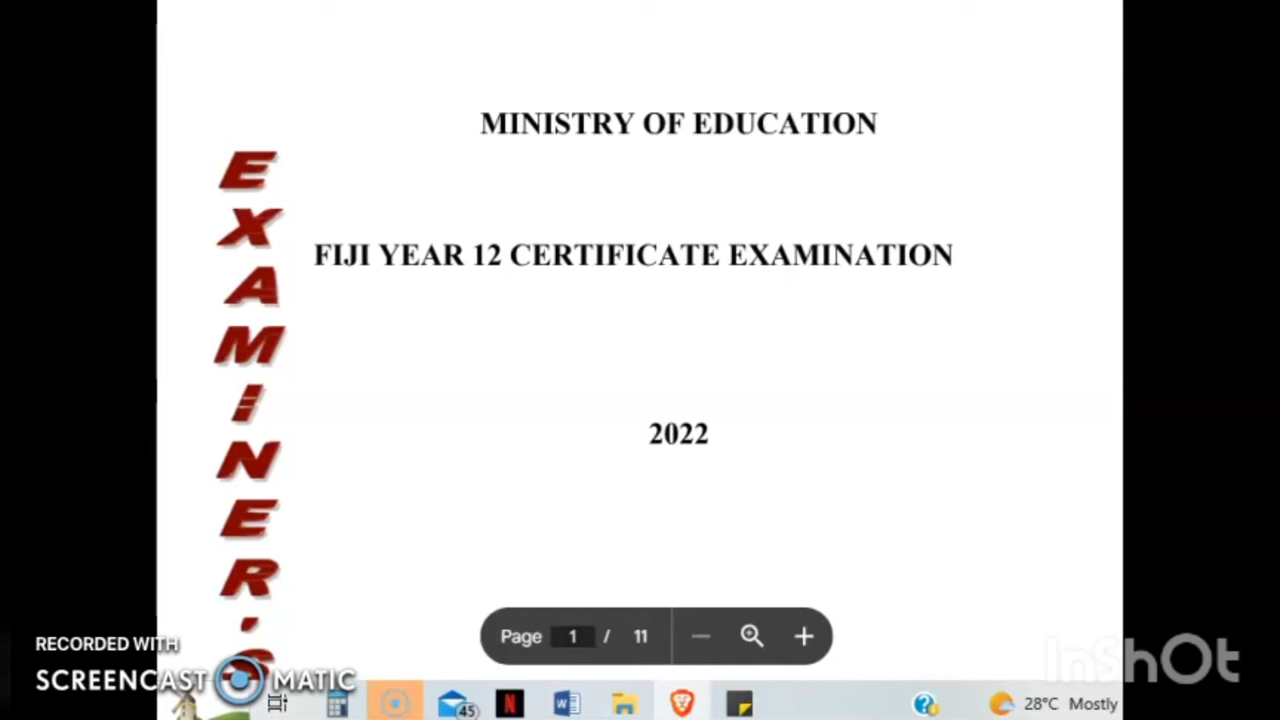 MINISTRY OF EDUCATION
FIJI YEAR 12 CERTIFICATE EXAMINATION
2022
EXAMINER'S
Page 1 / 11
RECORDED WITH
SCREENCAST MATIC
InShOt
45
N
W
28°C Mostly